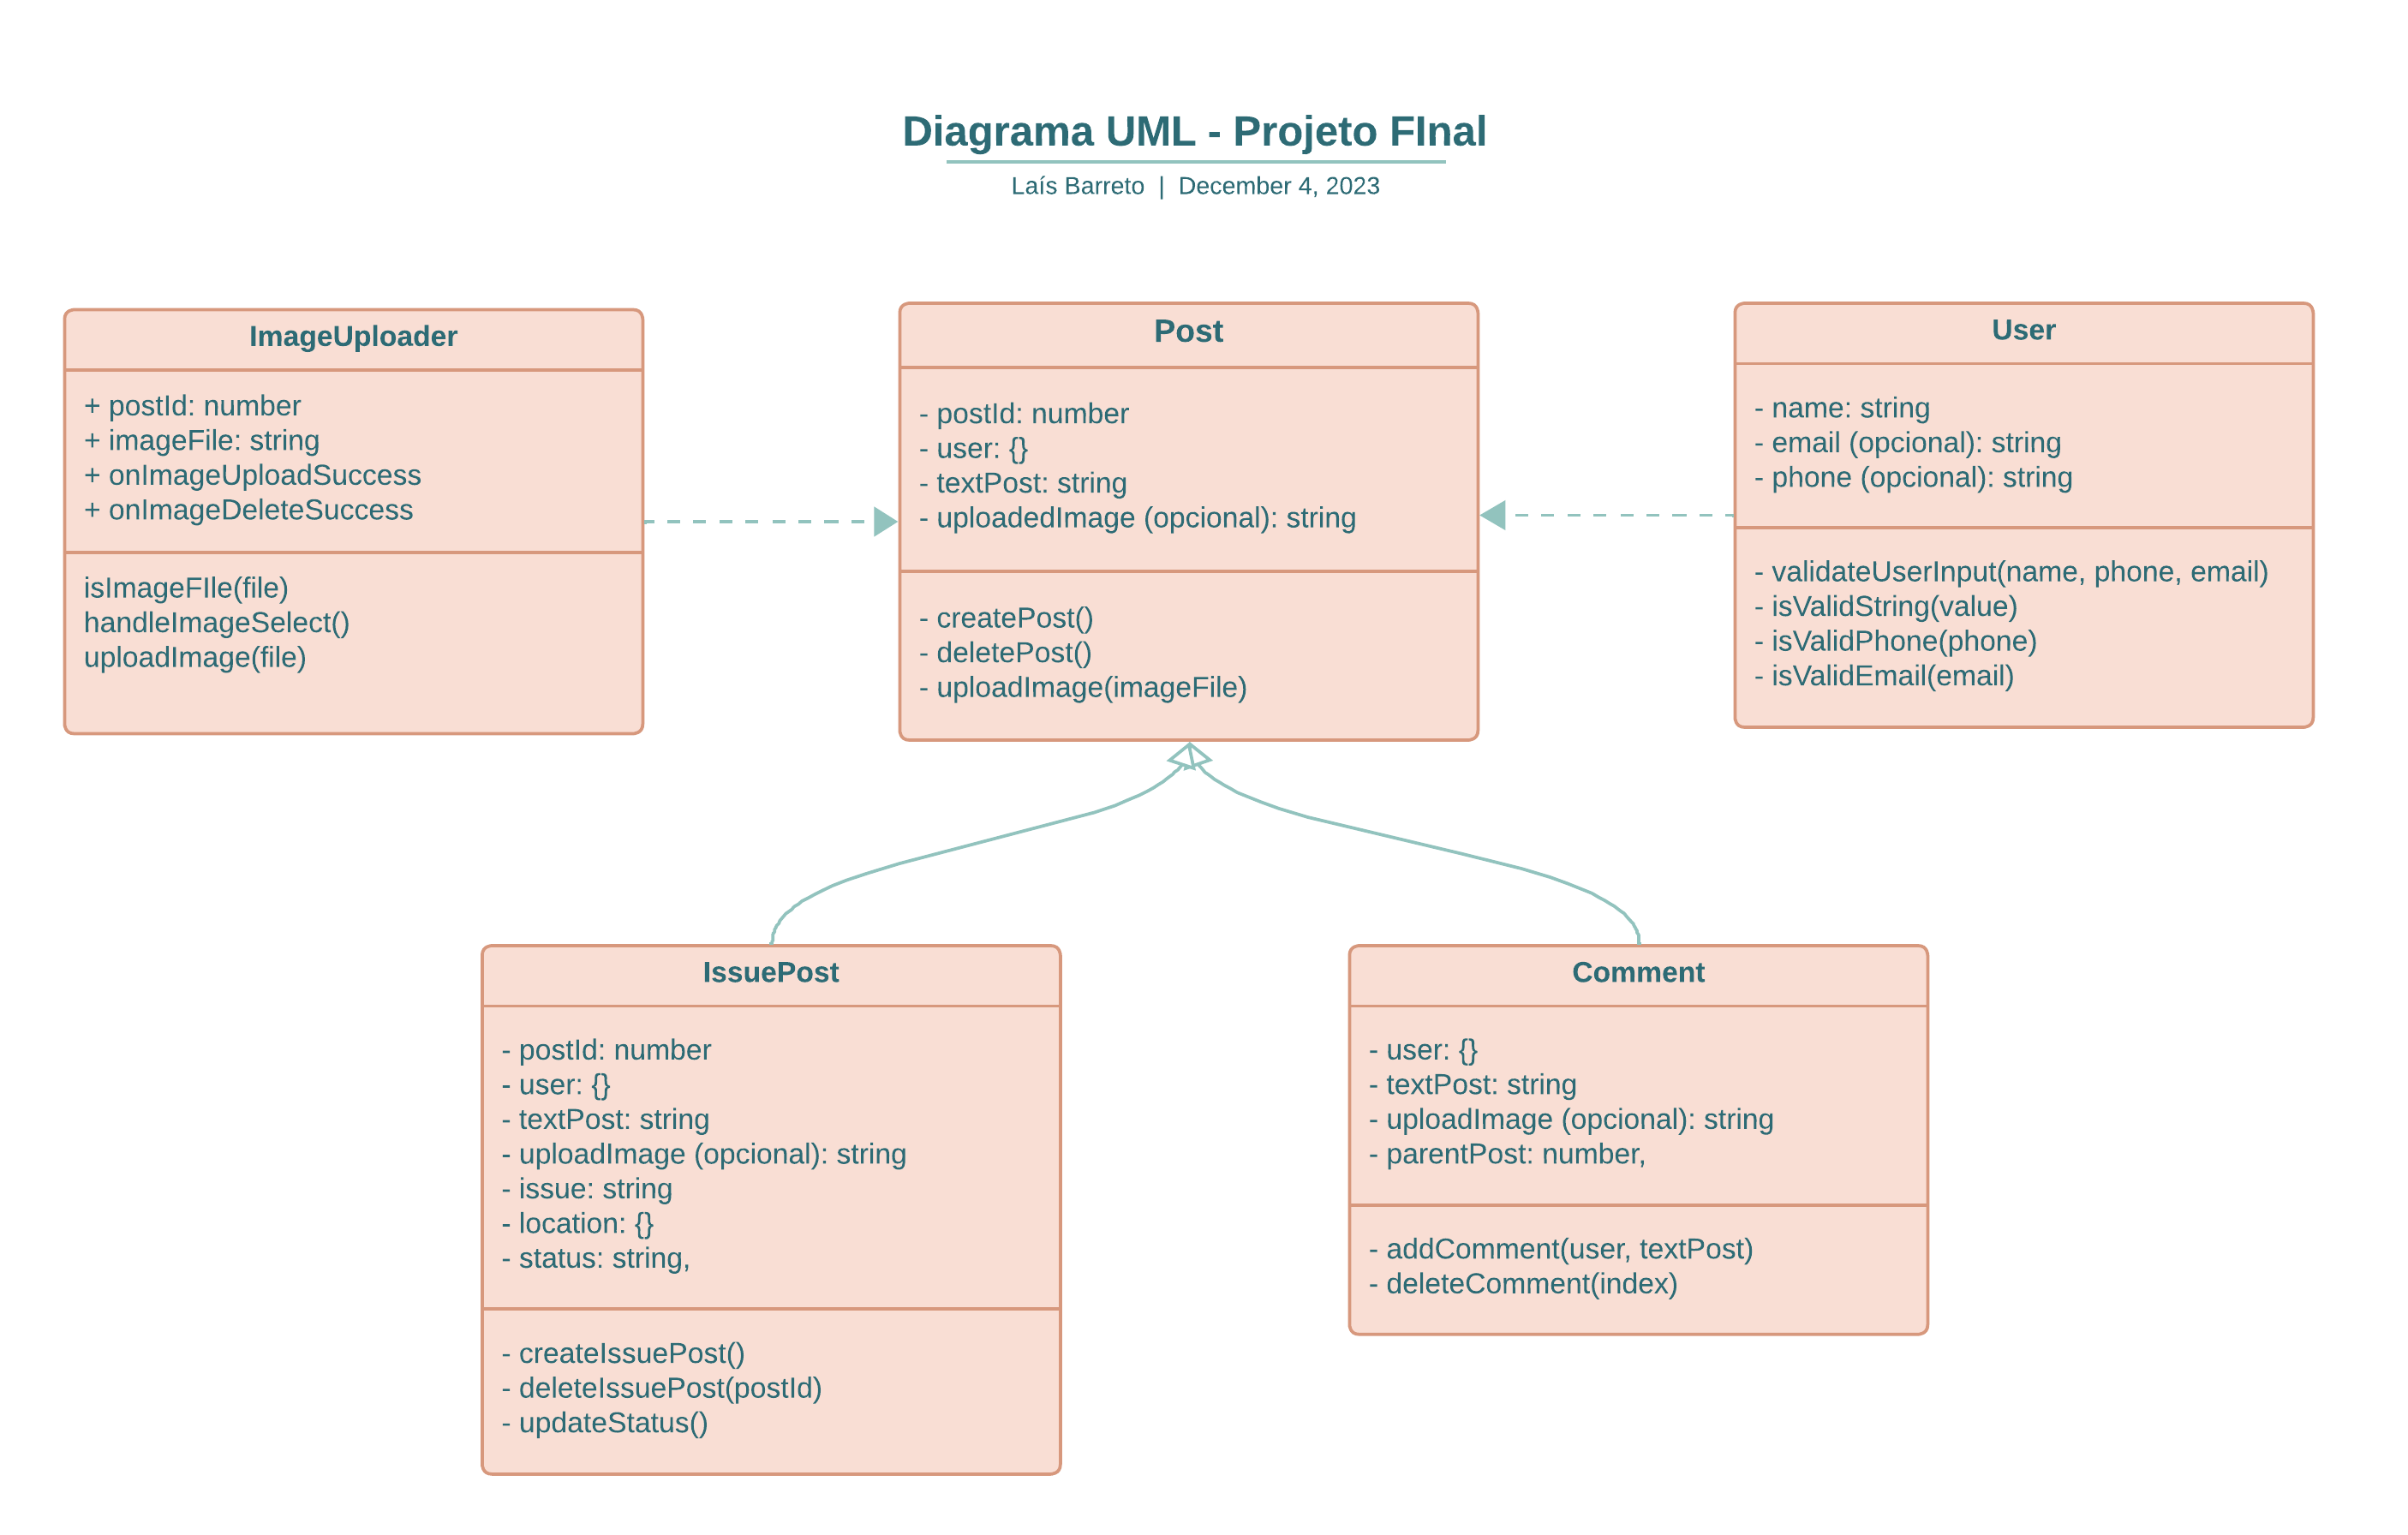 Diagrama UML - Projeto FInal
Laís Barreto | December 4, 2023
ImageUploader
+ postId: number
+ imageFile: string
+ onImageUploadSuccess
+ onImageDeleteSuccess
isImageFIle(file)
handleImageSelect()
uploadImage(file)
Post
- postId: number
- user: {}
- textPost: string
- uploadedImage (opcional): string
- createPost()
- deletePost()
- uploadImage(imageFile)
User
- name: string
- email (opcional): string
- phone (opcional): string
- validateUserInput(name, phone, email)
- isValidString(value)
- isValidPhone(phone)
- isValidEmail(email)
IssuePost
- postId: number
- user: {}
- textPost: string
- uploadImage (opcional): string
- issue: string
- location: {}
- status: string,
- createIssuePost()
- deleteIssuePost(postId)
- updateStatus()
Comment
- user: {}
- textPost: string
- uploadImage (opcional): string
- parentPost: number,
- addComment(user, textPost)
- deleteComment(index)